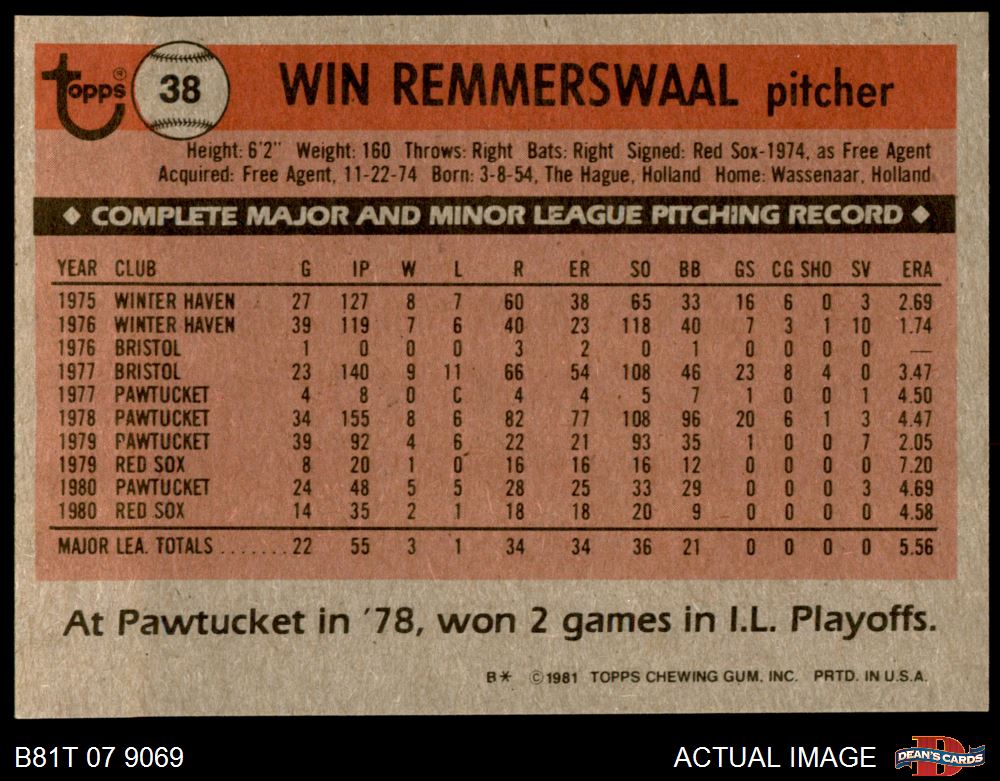 Topps® 38 WIN REMMERSWAAL pitcher
Height: 6'2" Weight: 160 Throws: Right Bats: Right Signed: Red Sox-1974, as Free Agent
Acquired: Free Agent, 11-22-74 Born: 3-8-54, The Hague, Holland Home: Wassenaar, Holland
◆ COMPLETE MAJOR AND MINOR LEAGUE PITCHING RECORD ◆
YEAR CLUB G IP W L R ER SO BB GS CG SHO SV ERA
1975 WINTER HAVEN 27 127 8 7 60 38 65 33 16 6 0 3 2.69
1976 WINTER HAVEN 39 119 7 6 40 23 118 40 7 3 1 10 1.74
1976 BRISTOL 1 0 0 0 3 2 0 1 0 0 0 0 —
1977 BRISTOL 23 140 9 11 66 54 108 46 23 8 4 0 3.47
1977 PAWTUCKET 4 8 0 C 4 4 5 7 1 0 0 1 4.50
1978 PAWTUCKET 34 155 8 6 82 77 108 96 20 6 1 3 4.47
1979 PAWTUCKET 39 92 4 6 22 21 93 35 1 0 0 7 2.05
1979 RED SOX 8 20 1 0 16 16 16 12 0 0 0 0 7.20
1980 PAWTUCKET 24 48 5 5 28 25 33 29 0 0 0 3 4.69
1980 RED SOX 14 35 2 1 18 18 20 9 0 0 0 0 4.58
MAJOR LEA. TOTALS.......22 55 3 1 34 34 36 21 0 0 0 0 5.56
At Pawtucket in '78, won 2 games in I.L. Playoffs.
B* ©1981 TOPPS CHEWING GUM, INC. PRTD. IN U.S.A.
B81T 07 9069 ACTUAL IMAGE D DEAN'S CARDS